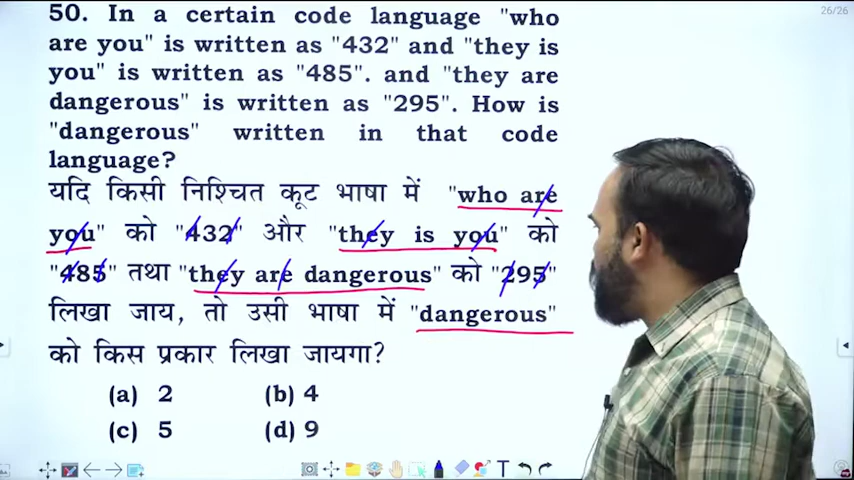 26/26
50. In a certain code language "who
are you" is written as "432" and "they is
you" is written as "485". and "they are
dangerous" is written as "295". How is
"dangerous" written in that code
language?
यदि किसी निश्चित कूट भाषा में "who are
you" को "432" और "they is you" को
"485" तथा "they are dangerous" को "295"
लिखा जाय, तो उसी भाषा में "dangerous"
को किस प्रकार लिखा जायगा?
(a) 2 (b) 4
(c) 5 (d) 9